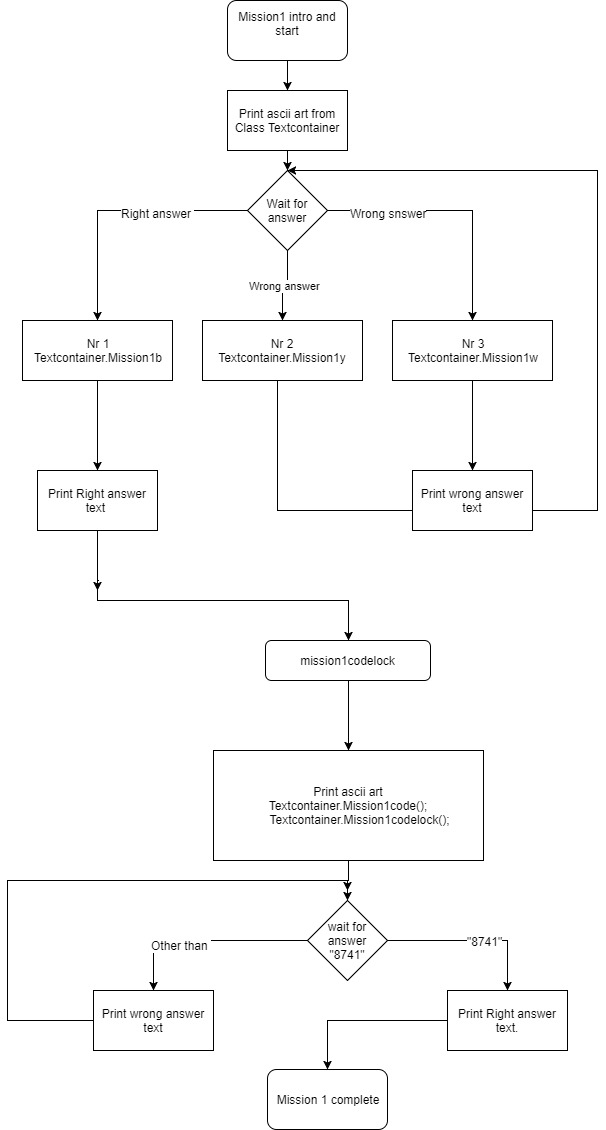 Mission1 intro and
start
Print ascii art from
Class Textcontainer
Wait for
answer
Right answer
Wrong snswer
Wrong answer
Nr 1
Textcontainer.Mission1b
Nr 2
Textcontainer.Mission1y
Nr 3
Textcontainer.Mission1w
Print Right answer
text
Print wrong answer
text
mission1codelock
Print ascii art
Textcontainer.Mission1code();
Textcontainer.Mission1codelock();
wait for
answer
"8741"
Other than
"8741"
Print wrong answer
text
Print Right answer
text.
Mission 1 complete